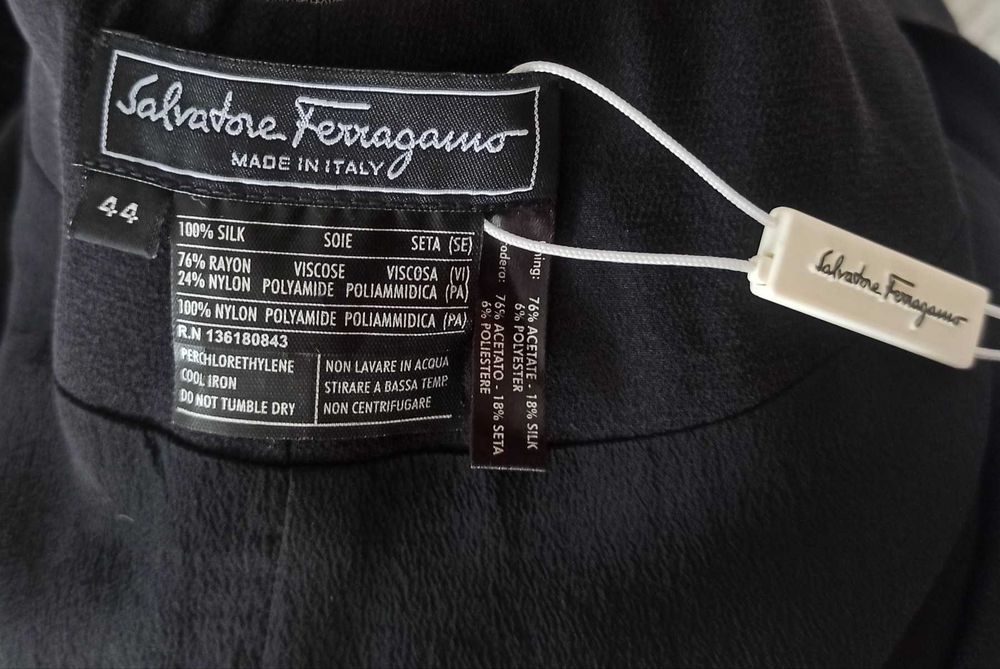 Salvatore Ferragamo
MADE IN ITALY
44
100% SILK SOIE SETA (SE)
76% RAYON VISCOSE VISCOSA (VI)
24% NYLON POLYAMIDE POLIAMMIDICA (PA)
100% NYLON POLYAMIDE POLIAMMIDICA (PA)
R.N 136180843
PERCHLORETHYLENE
COOL IRON
DO NOT TUMBLE DRY
NON LAVARE IN ACQUA
STIRARE A BASSA TEMP.
NON CENTRIFUGARE
76% ACETATE - 18% SILK
6% POLYESTER
76% ACETATO - 18% SETA
6% POLIESTERE
Salvatore Ferragamo